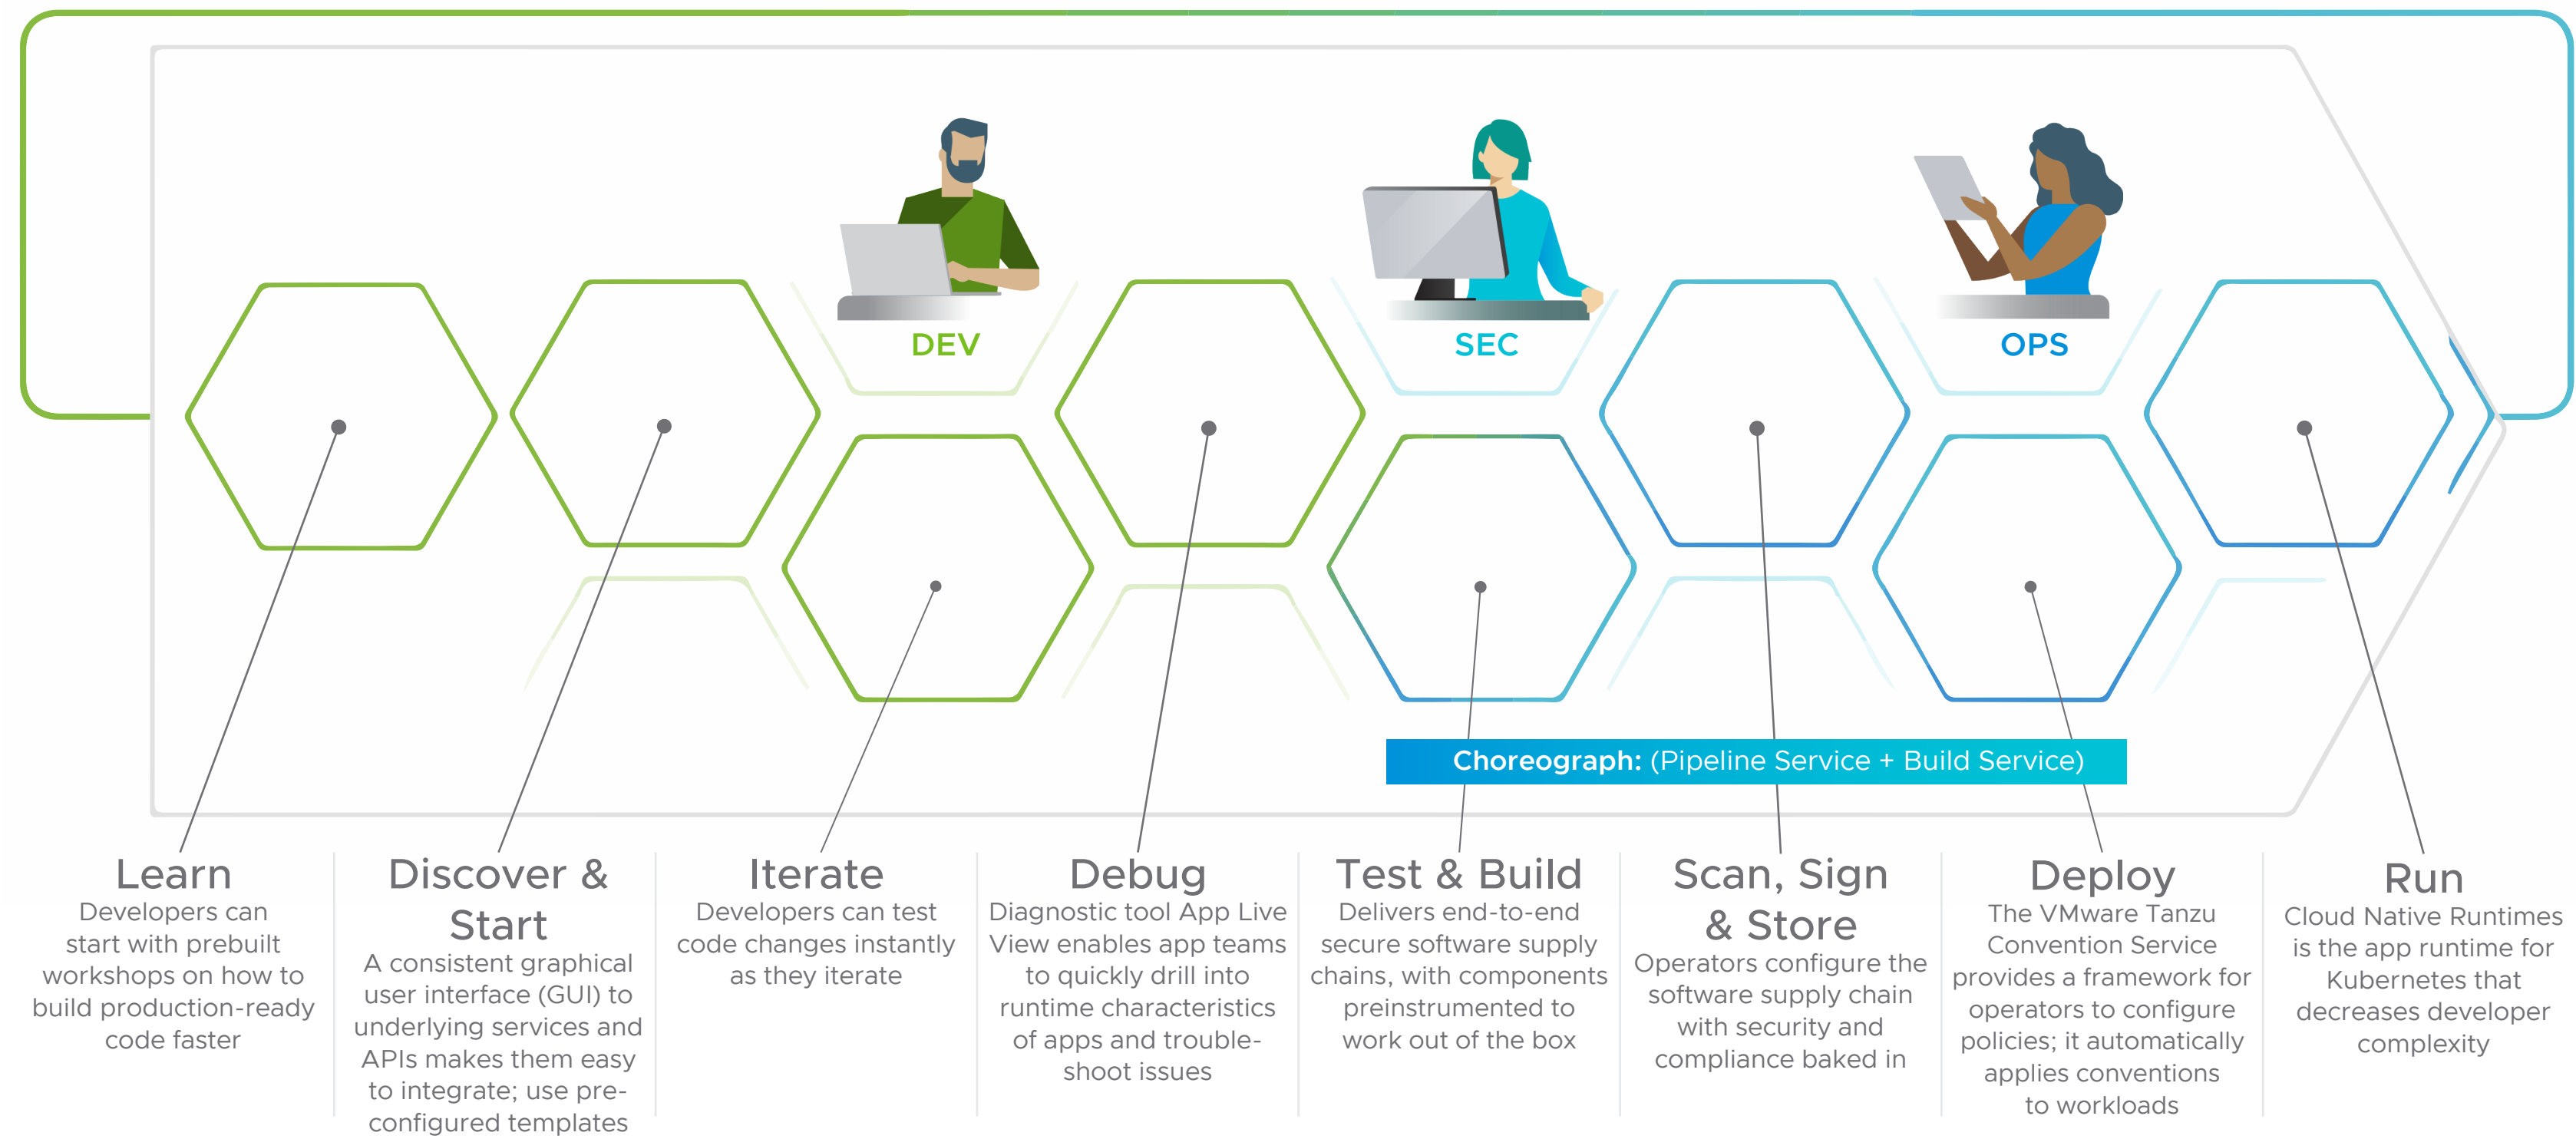 DEV
SEC
OPS
Choreograph: (Pipeline Service + Build Service)
Learn
Developers can
start with prebuilt
workshops on how to
build production-ready
code faster
Discover &
Start
A consistent graphical
user interface (GUI) to
underlying services and
APIs makes them easy
to integrate; use pre-
configured templates
Iterate
Developers can test
code changes instantly
as they iterate
Debug
Diagnostic tool App Live
View enables app teams
to quickly drill into
runtime characteristics
of apps and trouble-
shoot issues
Test & Build
Delivers end-to-end
secure software supply
chains, with components
preinstrumented to
work out of the box
Scan, Sign
& Store
Operators configure the
software supply chain
with security and
compliance baked in
Deploy
The VMware Tanzu
Convention Service
provides a framework for
operators to configure
policies; it automatically
applies conventions
to workloads
Run
Cloud Native Runtimes
is the app runtime for
Kubernetes that
decreases developer
complexity